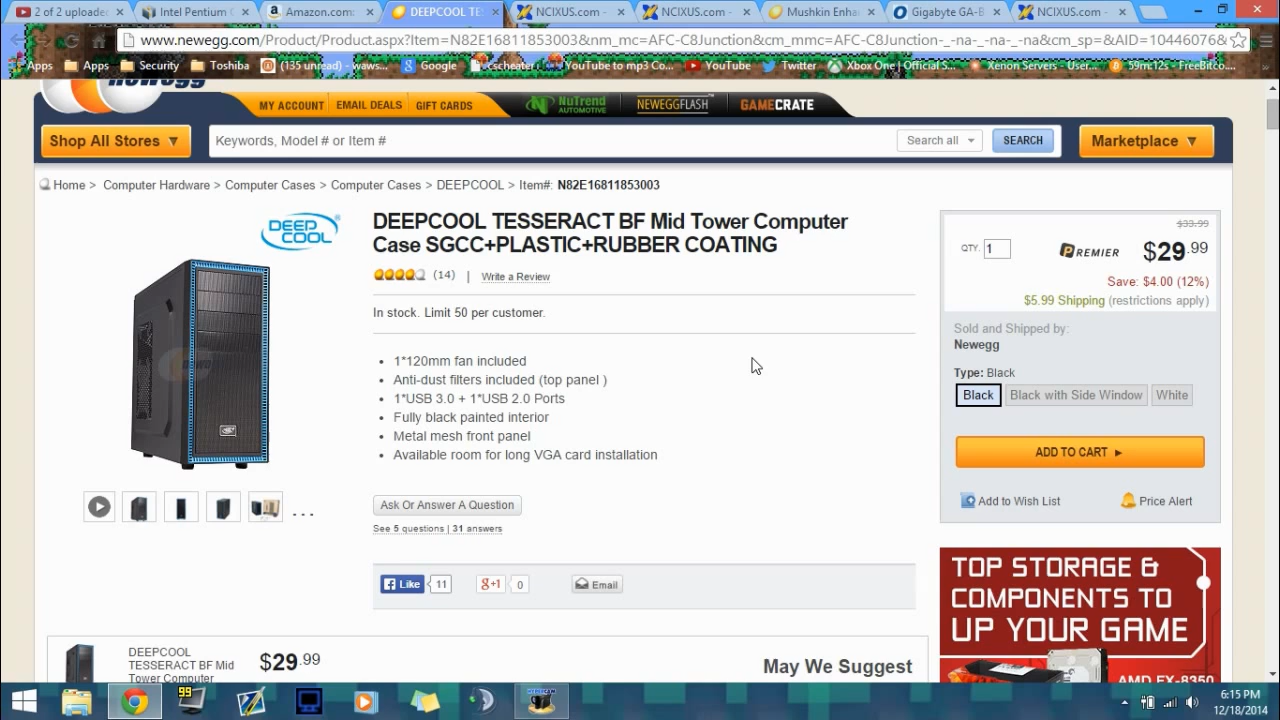 2 of 2 uploade
Intel Pentium
Amazon.com:
DEEPCOOL TES
NCIXUS.com -
NCIXUS.com -
Mushkin Enha
Gigabyte GA-B
NCIXUS.com -
www.newegg.com/Product/Product.aspx?Item=N82E16811853003&nm_mc=AFC-C8Junction&cm_mmc=AFC-C8Junction-_-na-_-na-_-na&cm_sp=&AID=10446076&
Apps
Apps
Security
Toshiba
(135 unread) - waws...
Google
cscheater
YouTube to mp3 Co...
YouTube
Twitter
Xbox One | Official S...
Xenon Servers - User...
59m:12s - FreeBitco...
newegg
MY ACCOUNT
EMAIL DEALS
GIFT CARDS
NUTREND AUTOMOTIVE
NEWEGGFLASH
GAMECRATE
Shop All Stores ▼
Keywords, Model # or Item #
Search all
SEARCH
Marketplace ▼
Home > Computer Hardware > Computer Cases > Computer Cases > DEEPCOOL > Item#: N82E16811853003
DEEP COOL
DEEPCOOL TESSERACT BF Mid Tower Computer
Case SGCC+PLASTIC+RUBBER COATING
(14) | Write a Review
In stock. Limit 50 per customer.
• 1*120mm fan included
• Anti-dust filters included (top panel )
• 1*USB 3.0 + 1*USB 2.0 Ports
• Fully black painted interior
• Metal mesh front panel
• Available room for long VGA card installation
...
Ask Or Answer A Question
See 5 questions | 31 answers
Like 11
g+1 0
Email
$33.99
QTY. 1
PREMIER
$29.99
Save: $4.00 (12%)
$5.99 Shipping (restrictions apply)
Sold and Shipped by:
Newegg
Type: Black
Black
Black with Side Window
White
ADD TO CART ►
Add to Wish List
Price Alert
TOP STORAGE &
COMPONENTS TO
UP YOUR GAME
AMD FX-8350
DEEPCOOL
TESSERACT BF Mid
Tower Computer
$29.99
May We Suggest
99
6:15 PM
12/18/2014